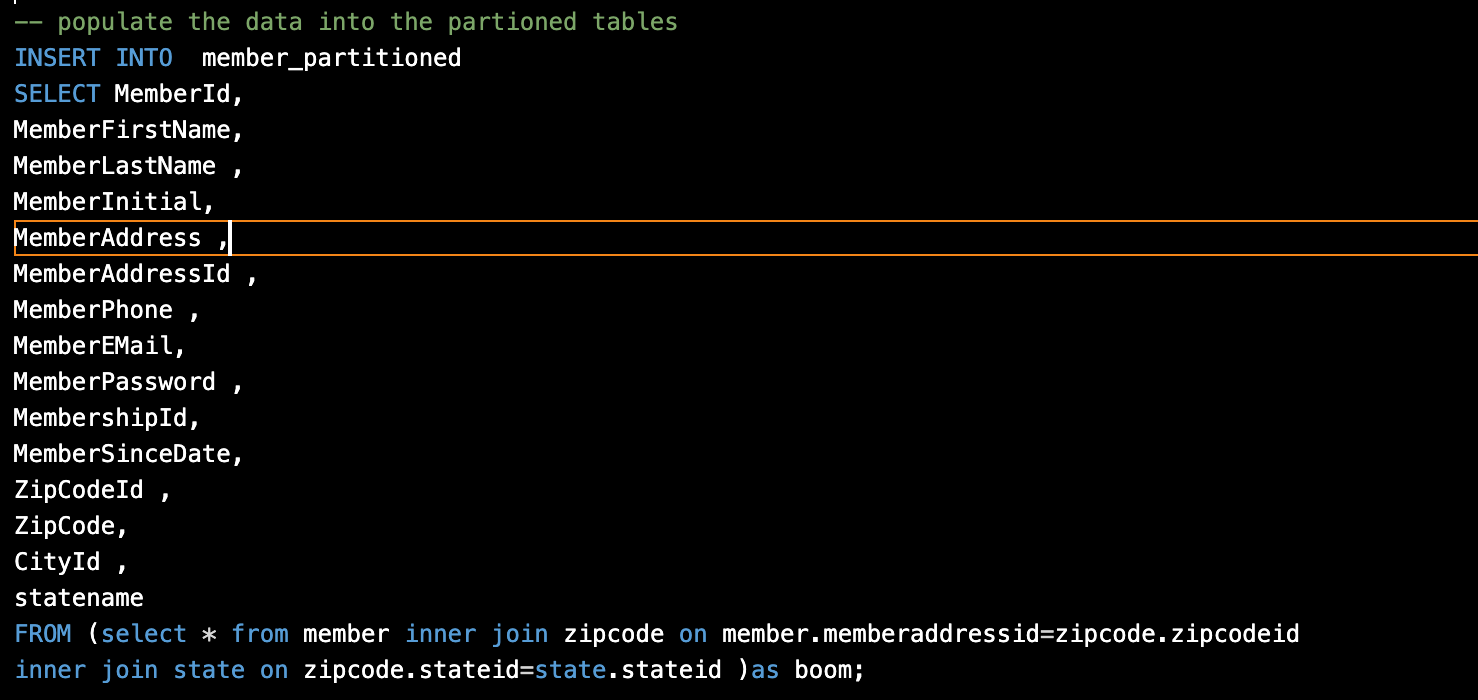 -- populate the data into the partioned tables
INSERT INTO  member_partitioned
SELECT MemberId,
MemberFirstName,
MemberLastName ,
MemberInitial,
MemberAddress ,
MemberAddressId ,
MemberPhone ,
MemberEMail,
MemberPassword ,
MembershipId,
MemberSinceDate,
ZipCodeId ,
ZipCode,
CityId ,
statename
FROM (select * from member inner join zipcode on member.memberaddressid=zipcode.zipcodeid
inner join state on zipcode.stateid=state.stateid )as boom;